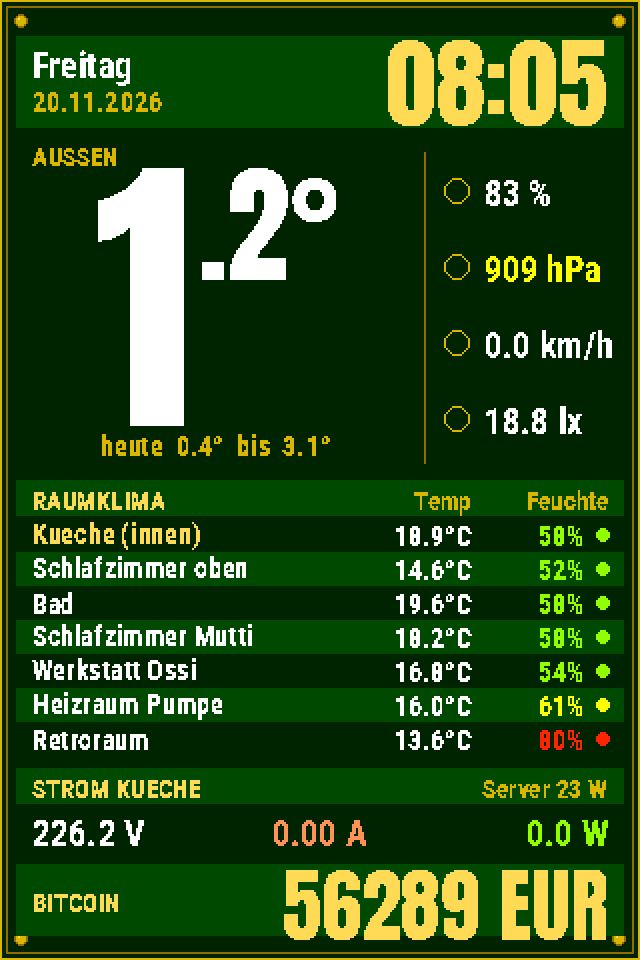 Freitag
20.11.2026
08:05
AUSSEN
1.2°
83 %
909 hPa
0.0 km/h
18.8 lx
heute 0.4° bis 3.1°
RAUMKLIMA Temp Feuchte
Kueche (innen) 18.9°C 58%
Schlafzimmer oben 14.6°C 52%
Bad 19.6°C 58%
Schlafzimmer Mutti 18.2°C 58%
Werkstatt Ossi 16.8°C 54%
Heizraum Pumpe 16.0°C 61%
Retroraum 13.6°C 80%
STROM KUECHE Server 23 W
226.2 V 0.00 A 0.0 W
BITCOIN 56289 EUR